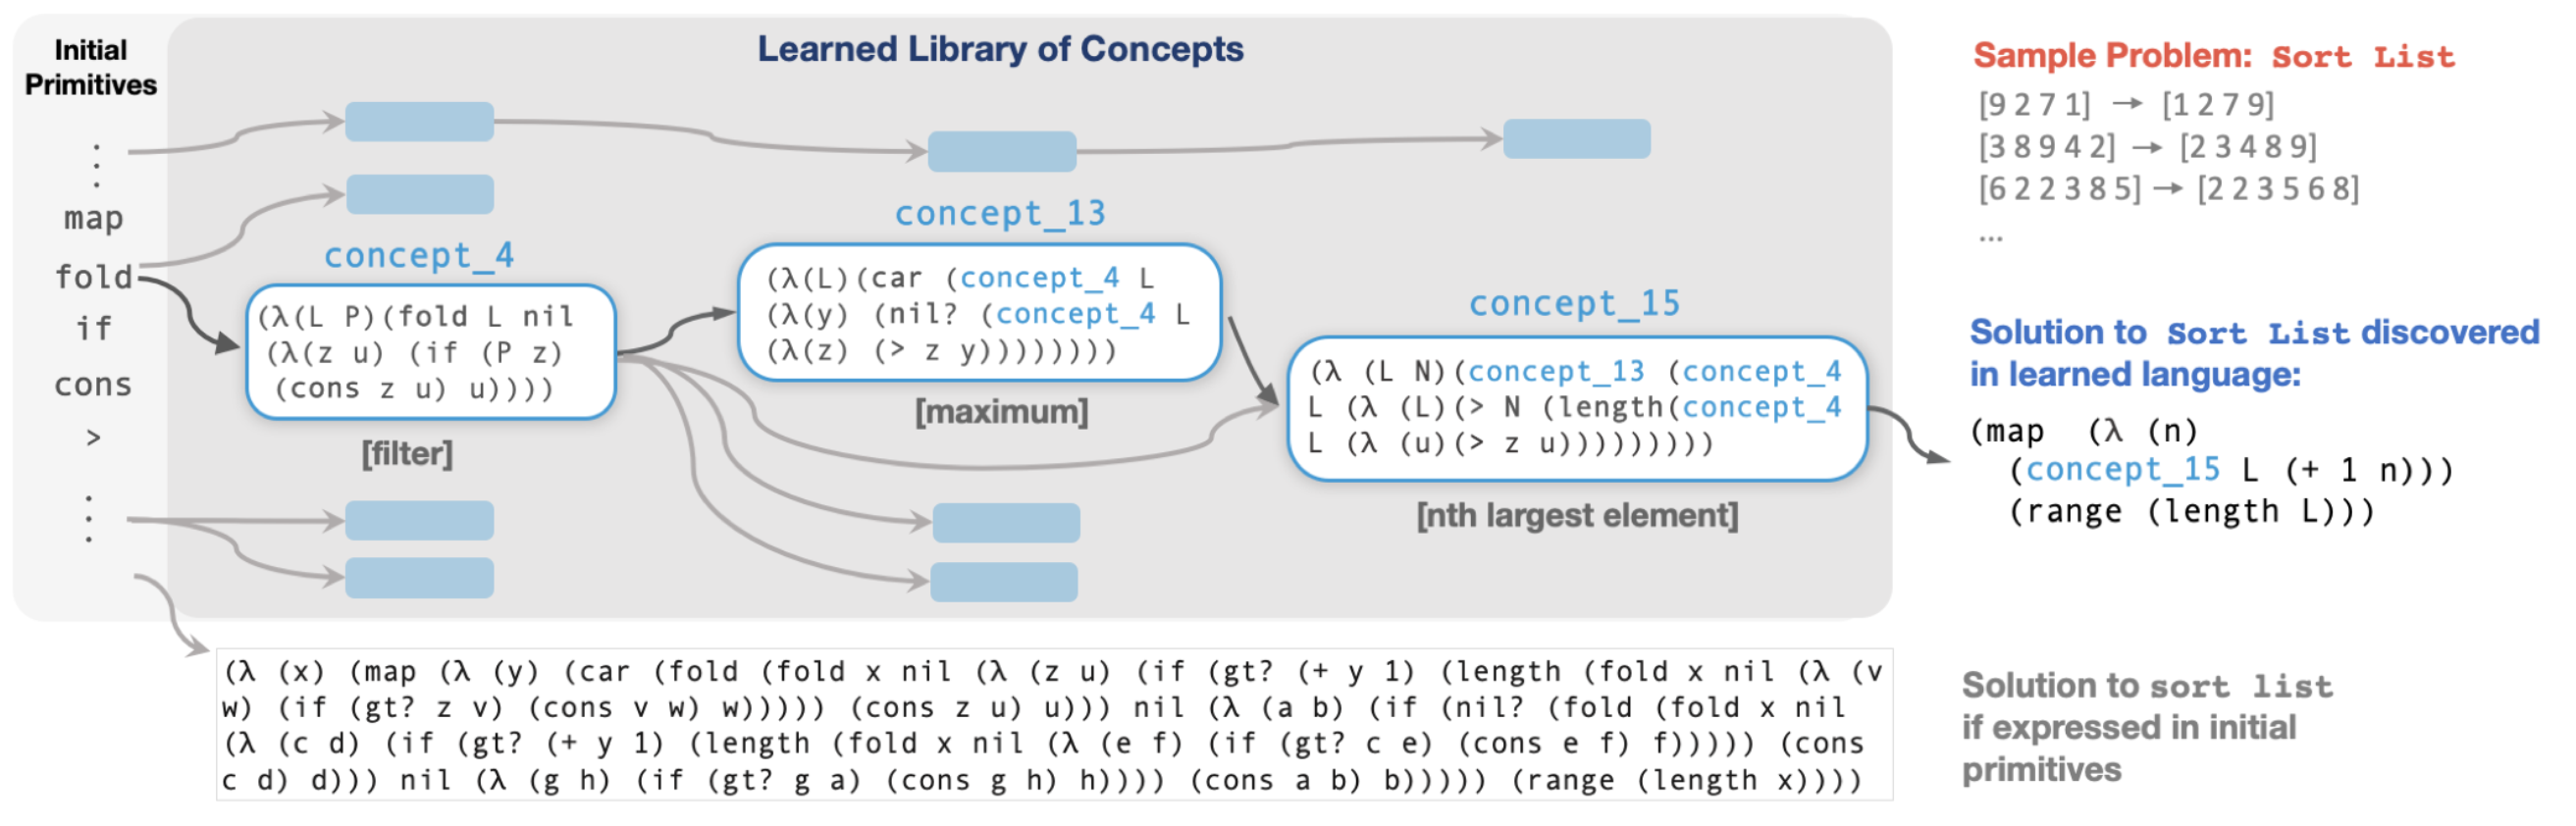 Initial
Primitives
⋮
map
fold
if
cons
>
⋮
Learned Library of Concepts
concept_4
(λ(L P)(fold L nil
(λ(z u) (if (P z)
(cons z u) u))))
[filter]
concept_13
(λ(L)(car (concept_4 L
(λ(y) (nil? (concept_4 L
(λ(z) (> z y))))))))
[maximum]
concept_15
(λ (L N)(concept_13 (concept_4
L (λ (L)(> N (length(concept_4
L (λ (u)(> z u)))))))))
[nth largest element]
Sample Problem: Sort List
[9 2 7 1] → [1 2 7 9]
[3 8 9 4 2] → [2 3 4 8 9]
[6 2 2 3 8 5] → [2 2 3 5 6 8]
...
Solution to Sort List discovered
in learned language:
(map (λ (n)
(concept_15 L (+ 1 n)))
(range (length L)))
(λ (x) (map (λ (y) (car (fold (fold x nil (λ (z u) (if (gt? (+ y 1) (length (fold x nil (λ (v
w) (if (gt? z v) (cons v w) w))))) (cons z u) u))) nil (λ (a b) (if (nil? (fold (fold x nil
(λ (c d) (if (gt? (+ y 1) (length (fold x nil (λ (e f) (if (gt? c e) (cons e f) f))))) (cons
c d) d))) nil (λ (g h) (if (gt? g a) (cons g h) h)))) (cons a b) b))))) (range (length x))))
Solution to sort list
if expressed in initial
primitives